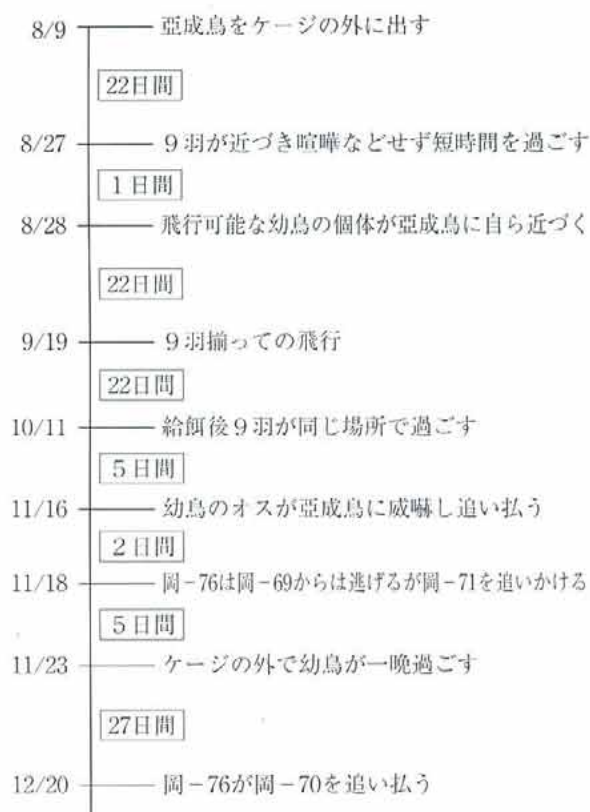 8/9 亞成鳥をケージの外に出す
22日間
8/27 9羽が近づき喧嘩などせず短時間を過ごす
1日間
8/28 飛行可能な幼鳥の個体が亞成鳥に自ら近づく
22日間
9/19 9羽揃っての飛行
22日間
10/11 給餌後9羽が同じ場所で過ごす
5日間
11/16 幼鳥のオスが亞成鳥に威嚇し追い払う
2日間
11/18 岡-76は岡-69からは逃げるが岡-71を追いかける
5日間
11/23 ケージの外で幼鳥が一晩過ごす
27日間
12/20 岡-76が岡-70を追い払う